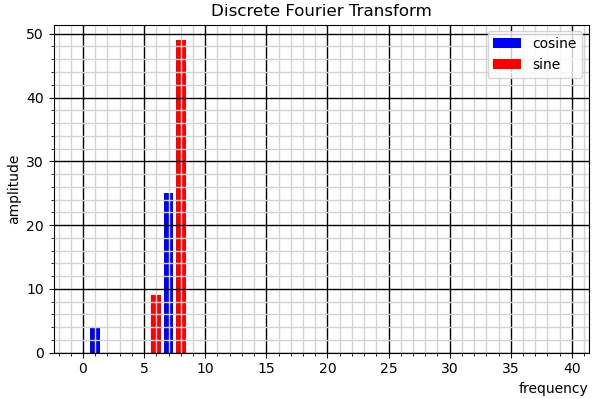 Discrete Fourier Transform
50
40
30
20
10
0
amplitude
cosine
sine
0 5 10 15 20 25 30 35 40
frequency